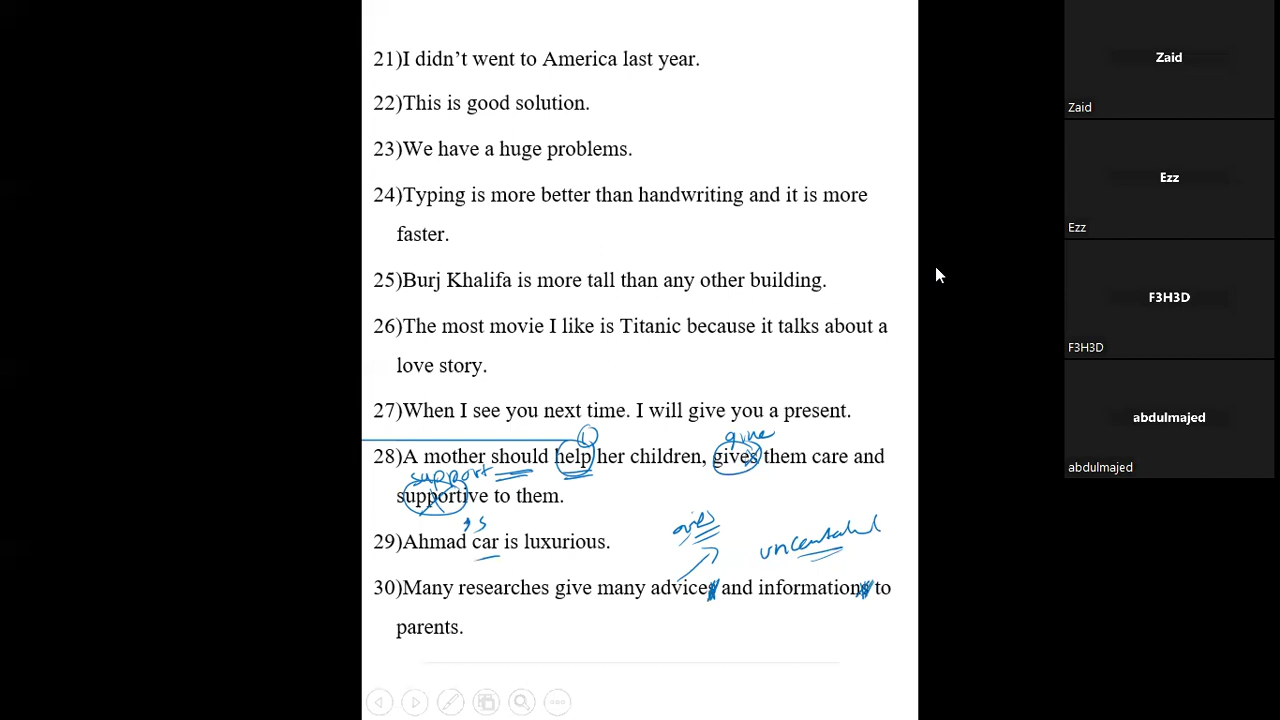 21)I didn’t went to America last year.
22)This is good solution.
23)We have a huge problems.
24)Typing is more better than handwriting and it is more
faster.
25)Burj Khalifa is more tall than any other building.
26)The most movie I like is Titanic because it talks about a
love story.
27)When I see you next time. I will give you a present.
1
give
28)A mother should help her children, gives them care and
support
supportive to them.
's
29)Ahmad car is luxurious.
30)Many researches give many advices and informations to
parents.
Zaid
Zaid
Ezz
Ezz
F3H3D
F3H3D
abdulmajed
abdulmajed